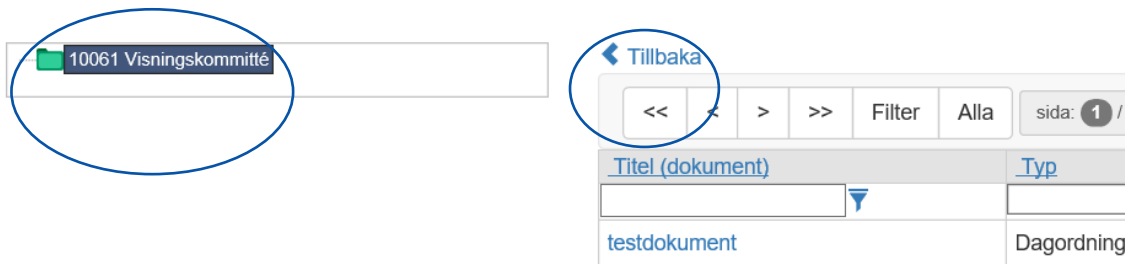 10061 Visningskommitté
Tillbaka
<< < > >> Filter Alla sida: 1 /
Titel (dokument) Typ
testdokument Dagordning